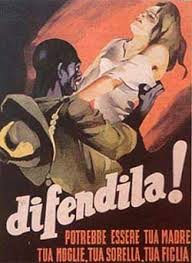 difendila!
POTREBBE ESSERE TUA MADRE
TUA MOGLIE, TUA SORELLA, TUA FIGLIA